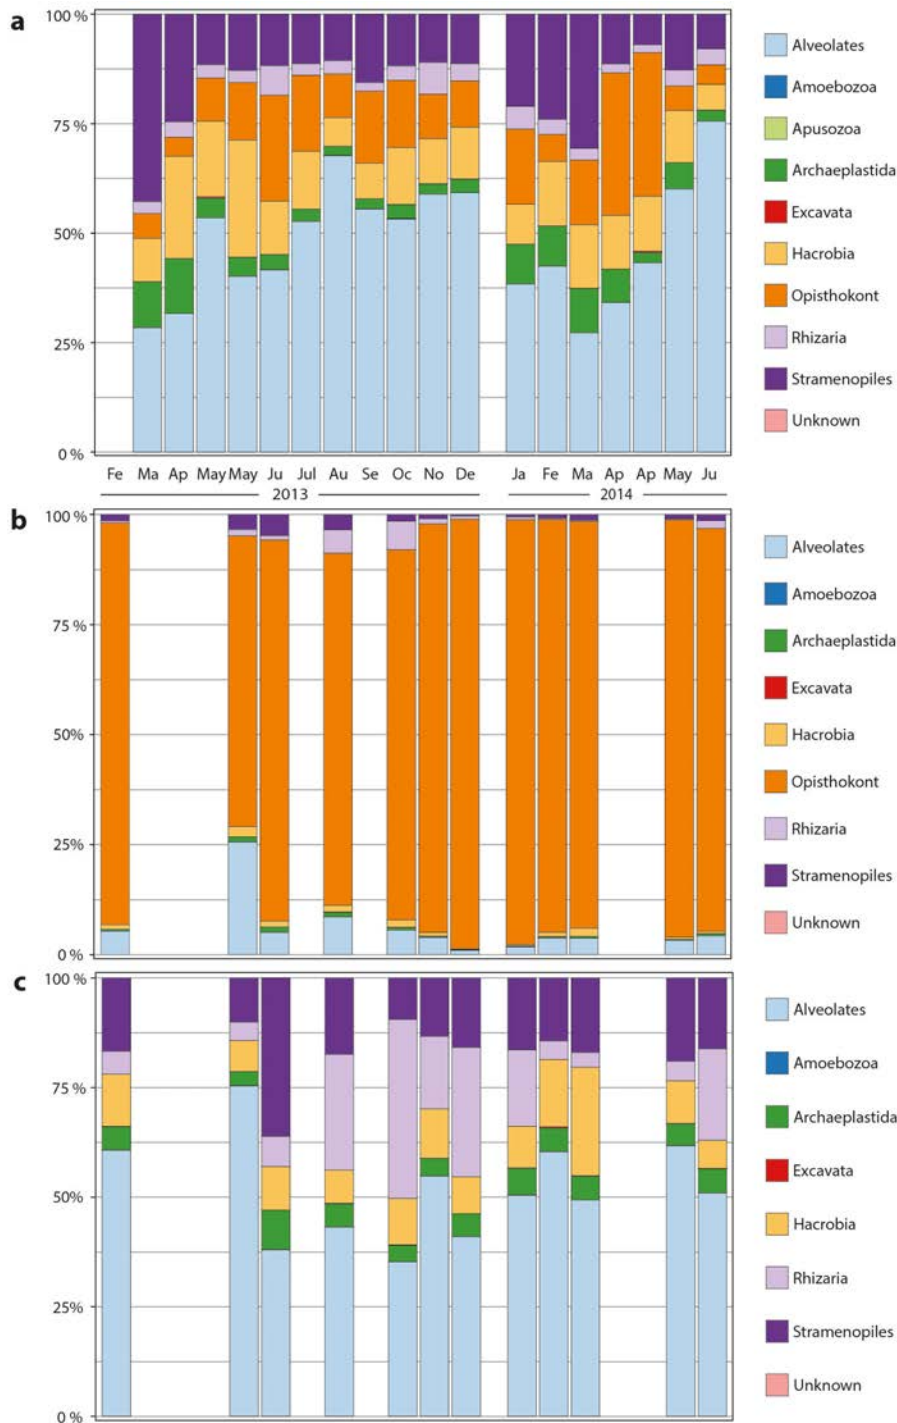 a
100 %
75 %
50%
25%
0 %
Alveolates
Amoebozoa
Apusozoa
Archaeplastida
Excavata
Hacrobia
Opisthokont
Rhizaria
Stramenopiles
Unknown
Fe Ma Ap May May Ju Jul Au Se Oc No De Ja Fe Ma Ap Ap May Ju
2013 2014
b
100 %
75 %
50%
25%
0 %
Alveolates
Amoebozoa
Archaeplastida
Excavata
Hacrobia
Opisthokont
Rhizaria
Stramenopiles
Unknown
c
100 %
75%
50%
25%
0 %
Alveolates
Amoebozoa
Archaeplastida
Excavata
Hacrobia
Rhizaria
Stramenopiles
Unknown